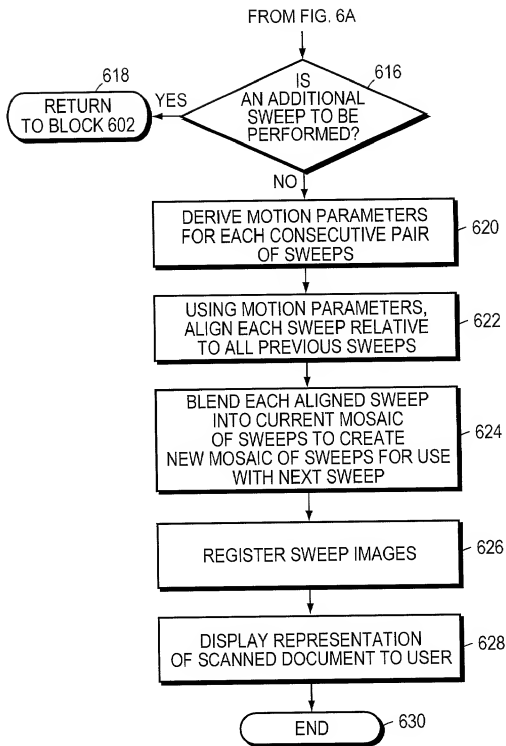 FROM FIG. 6A
618
616
RETURN
TO BLOCK 602
YES
IS
AN ADDITIONAL
SWEEP TO BE
PERFORMED?
NO
DERIVE MOTION PARAMETERS
FOR EACH CONSECUTIVE PAIR
OF SWEEPS
620
USING MOTION PARAMETERS,
ALIGN EACH SWEEP RELATIVE
TO ALL PREVIOUS SWEEPS
622
BLEND EACH ALIGNED SWEEP
INTO CURRENT MOSAIC
OF SWEEPS TO CREATE
NEW MOSAIC OF SWEEPS FOR USE
WITH NEXT SWEEP
624
REGISTER SWEEP IMAGES
626
DISPLAY REPRESENTATION
OF SCANNED DOCUMENT TO USER
628
END
630